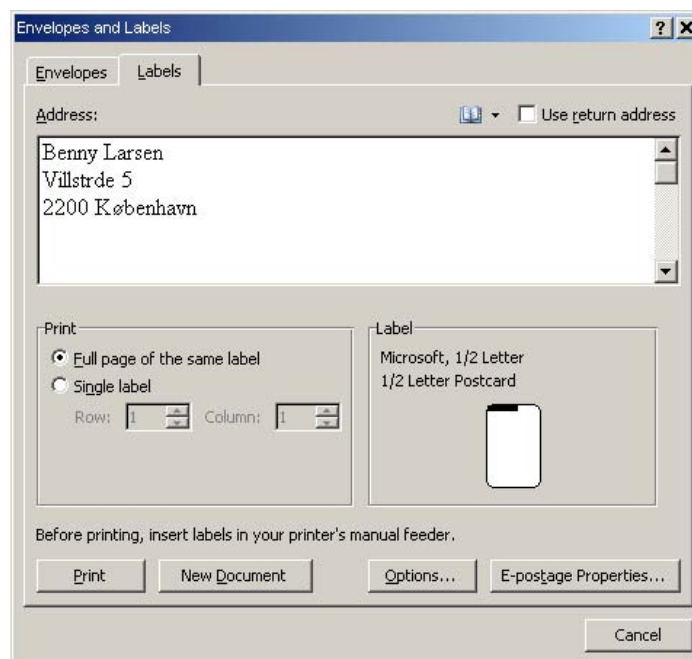 Envelopes and Labels
Envelopes Labels
Address: Use return address
Benny Larsen
Villstrde 5
2200 København
Print
Full page of the same label
Single label
Row: 1 Column: 1
Label
Microsoft, 1/2 Letter
1/2 Letter Postcard
Before printing, insert labels in your printer's manual feeder.
Print New Document Options... E-postage Properties...
Cancel